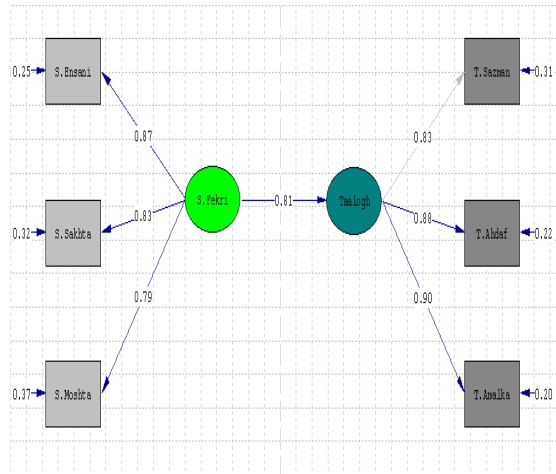 0.25
S.Ensani
T.Sazman
0.31
0.87
0.83
S.Fekri
0.81
Taalogh
0.32
S.Sakhta
0.83
0.88
T.Ahdaf
0.22
0.79
0.90
0.37
S.Moshta
T.Amalka
0.20